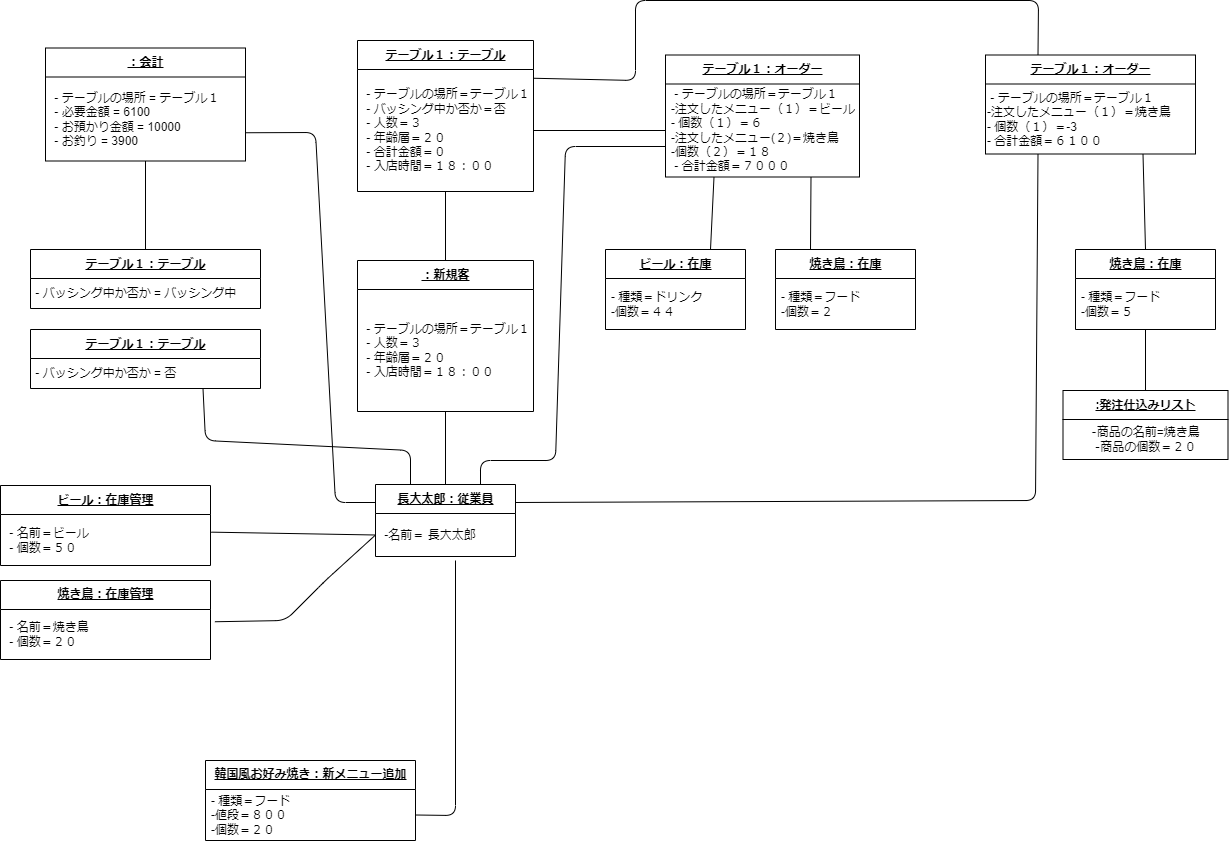 ：会計
- テーブルの場所 = テーブル１
- 必要金額 = 6100
- お預かり金額 = 10000
- お釣り = 3900
テーブル１：テーブル
- テーブルの場所＝テーブル１
- バッシング中か否か＝否
- 人数＝３
- 年齢層＝２０
- 合計金額＝０
- 入店時間＝１８：００
テーブル１：オーダー
- テーブルの場所＝テーブル１
-注文したメニュー（１）＝ビール
- 個数（１）＝６
-注文したメニュー(２)＝焼き鳥
-個数（２）＝１８
- 合計金額＝７０００
テーブル１：オーダー
- テーブルの場所＝テーブル１
-注文したメニュー（１）＝焼き鳥
- 個数（１）＝-３
- 合計金額＝６１００
テーブル１：テーブル
- バッシング中か否か = バッシング中
：新規客
- テーブルの場所＝テーブル１
- 人数＝３
- 年齢層＝２０
- 入店時間＝１８：００
ビール：在庫
- 種類＝ドリンク
-個数＝４４
焼き鳥：在庫
- 種類＝フード
-個数＝２
焼き鳥：在庫
- 種類＝フード
-個数＝５
テーブル１：テーブル
- バッシング中か否か = 否
:発注仕込みリスト
-商品の名前=焼き鳥
-商品の個数＝２０
ビール：在庫管理
- 名前＝ビール
- 個数＝５０
長大太郎：従業員
-名前＝ 長大太郎
焼き鳥：在庫管理
- 名前＝焼き鳥
- 個数＝２０
韓国風お好み焼き：新メニュー追加
- 種類＝フード
-値段＝８００
-個数＝２０